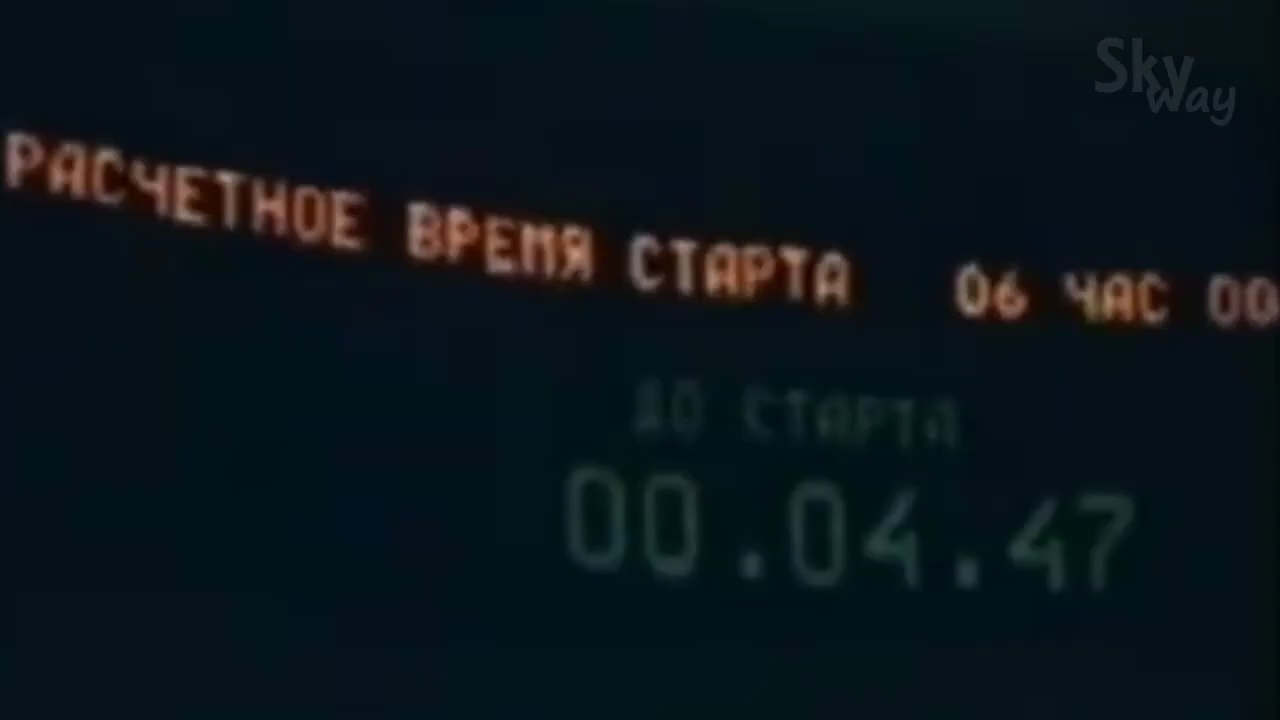 Sky
way
РАСЧЕТНОЕ ВРЕМЯ СТАРТА 06 ЧАС 00
ДО СТАРТА
00.04.47